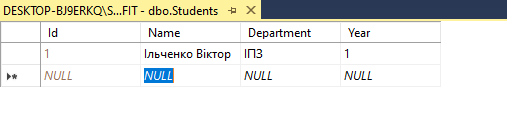 DESKTOP-BJ9ERKQ\S...FIT - dbo.Students
Id Name Department Year
1 Ільченко Віктор ІПЗ 1
NULL NULL NULL NULL